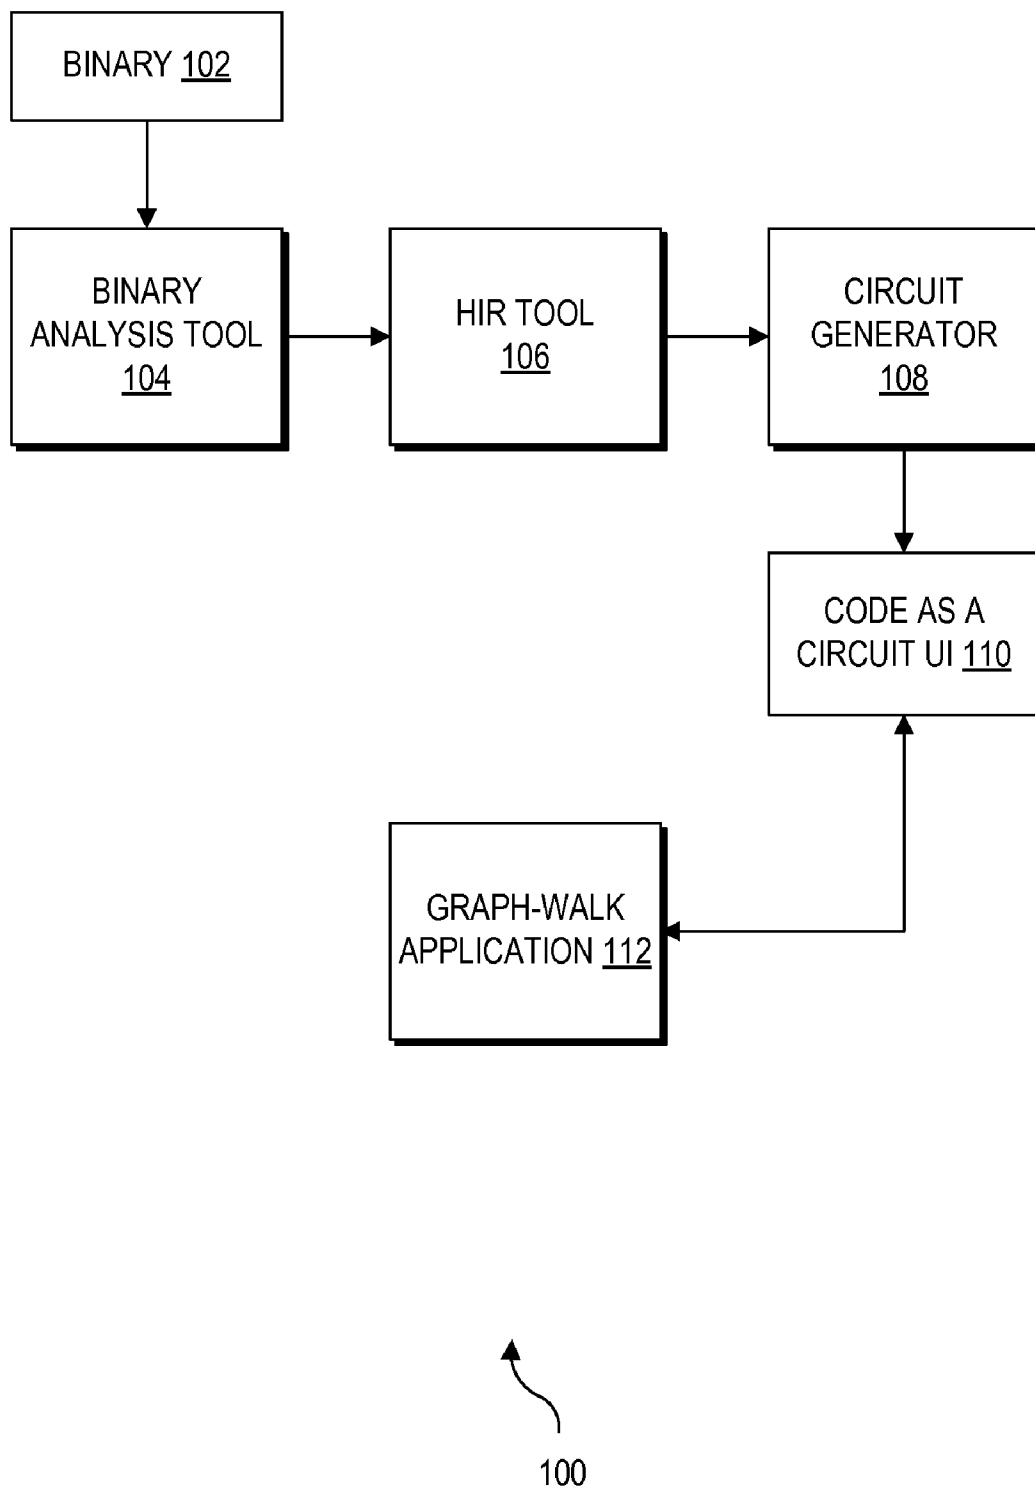 BINARY 102
BINARY
ANALYSIS TOOL
104
HIR TOOL
106
CIRCUIT
GENERATOR
108
CODE AS A
CIRCUIT UI 110
GRAPH-WALK
APPLICATION 112
100